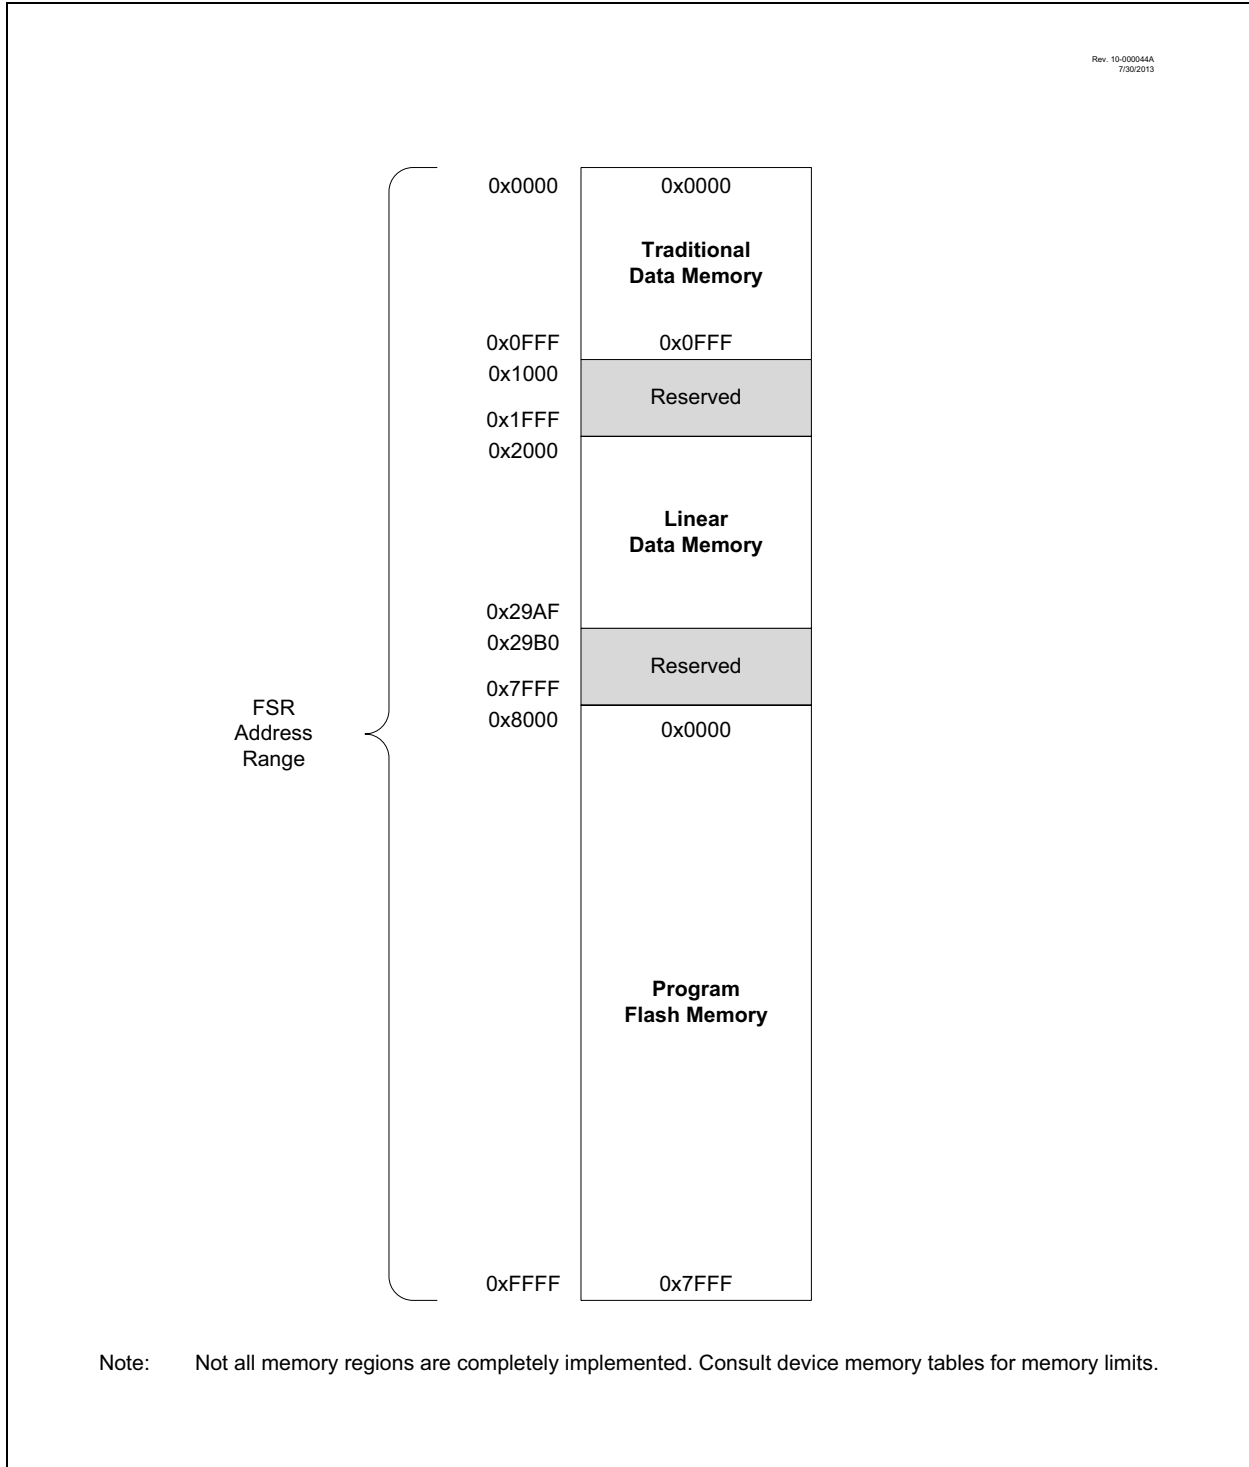 Rev. 10-000044A
7/30/2013
0x0000 0x0000
Traditional
Data Memory
0x0FFF 0x0FFF
0x1000
Reserved
0x1FFF
0x2000
Linear
Data Memory
0x29AF
0x29B0
Reserved
0x7FFF
FSR
Address
Range
0x8000 0x0000
Program
Flash Memory
0xFFFF 0x7FFF
Note: Not all memory regions are completely implemented. Consult device memory tables for memory limits.